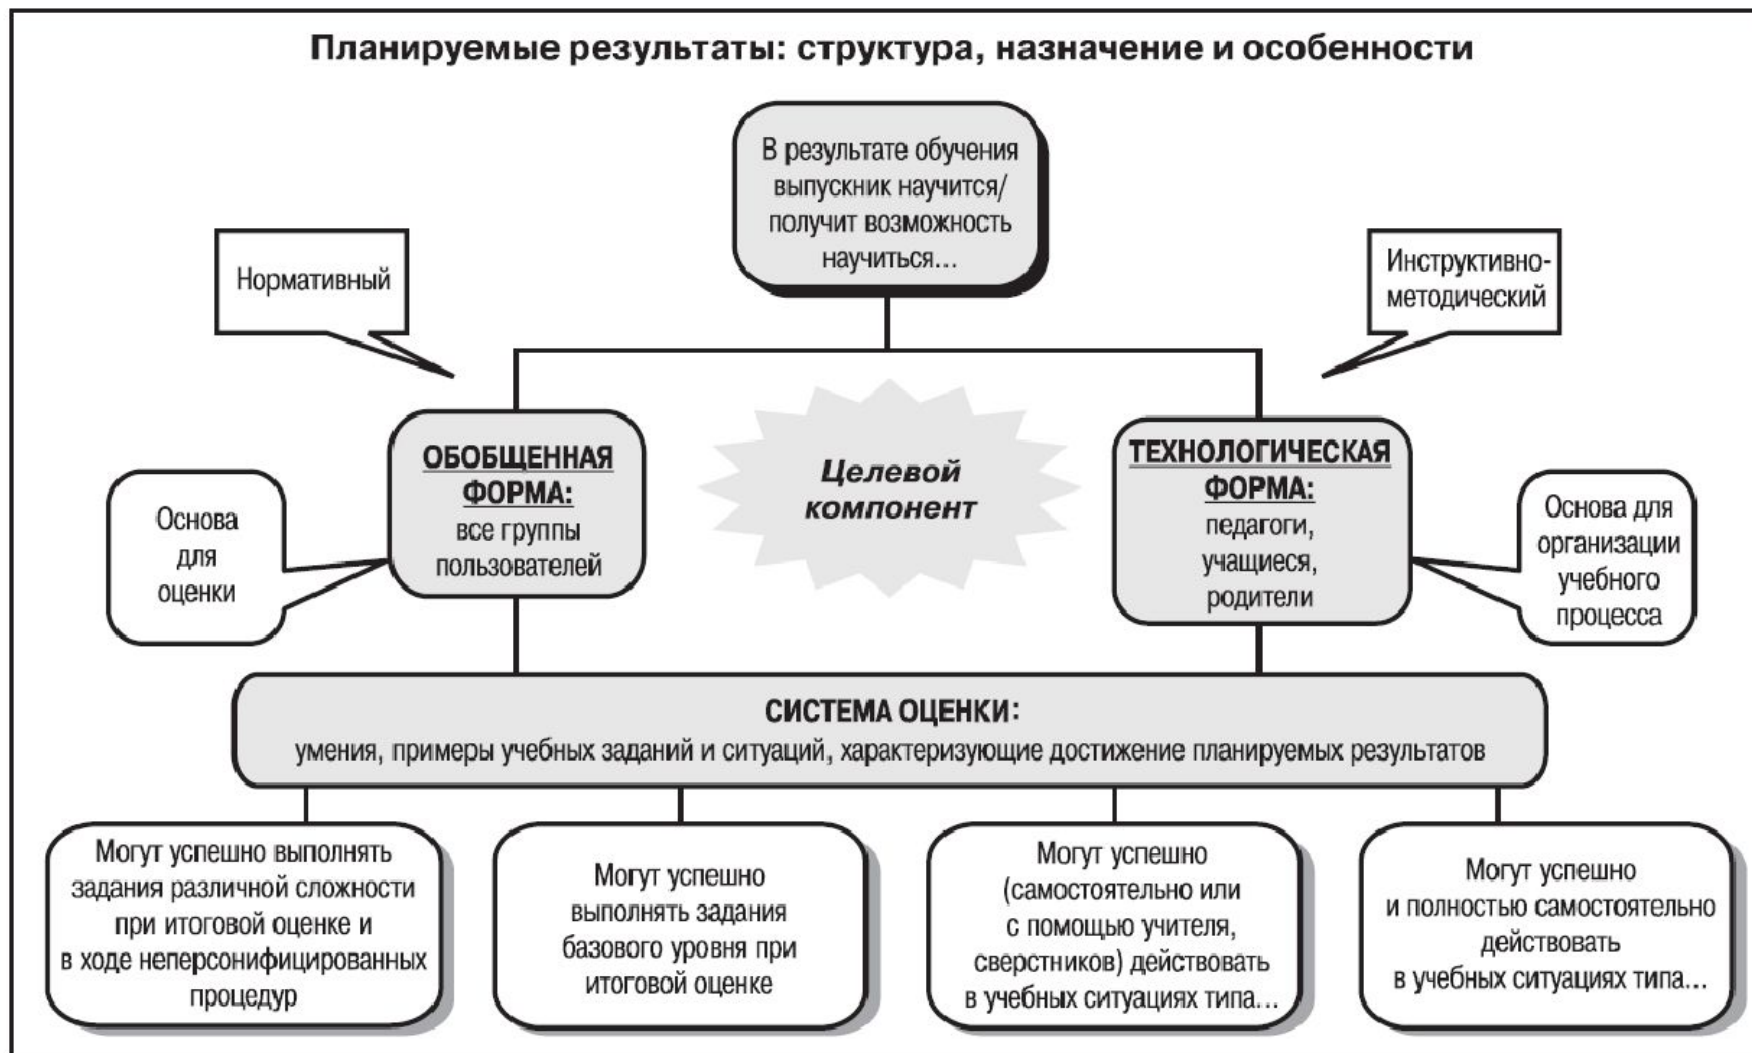 Планируемые результаты: структура, назначение и особенности
В результате обучения
выпускник научится/
получит возможность
научиться...
Нормативный
Инструктивно-
методический
ОБОБЩЕННАЯ
ФОРМА:
все группы
пользователей
Целевой
компонент
ТЕХНОЛОГИЧЕСКАЯ
ФОРМА:
педагоги,
учащиеся,
родители
Основа
для
оценки
Основа для
организации
учебного
процесса
СИСТЕМА ОЦЕНКИ:
умения, примеры учебных заданий и ситуаций, характеризующие достижение планируемых результатов
Могут успешно выполнять
задания различной сложности
при итоговой оценке и
в ходе неперсонифицированных
процедур
Могут успешно
выполнять задания
базового уровня при
итоговой оценке
Могут успешно
(самостоятельно или
с помощью учителя,
сверстников) действовать
в учебных ситуациях типа...
Могут успешно
и полностью самостоятельно
действовать
в учебных ситуациях типа...